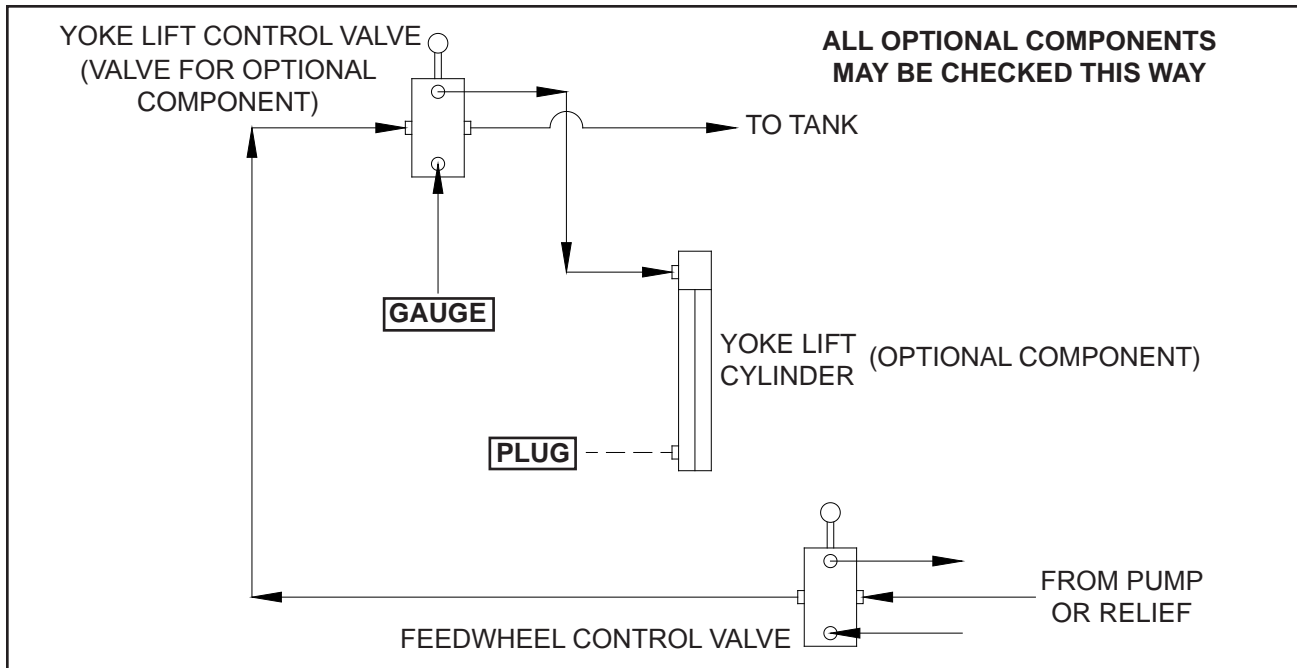 YOKE LIFT CONTROL VALVE
(VALVE FOR OPTIONAL
COMPONENT)
ALL OPTIONAL COMPONENTS
MAY BE CHECKED THIS WAY
TO TANK
GAUGE
YOKE LIFT
CYLINDER
(OPTIONAL COMPONENT)
PLUG
FROM PUMP
OR RELIEF
FEEDWHEEL CONTROL VALVE